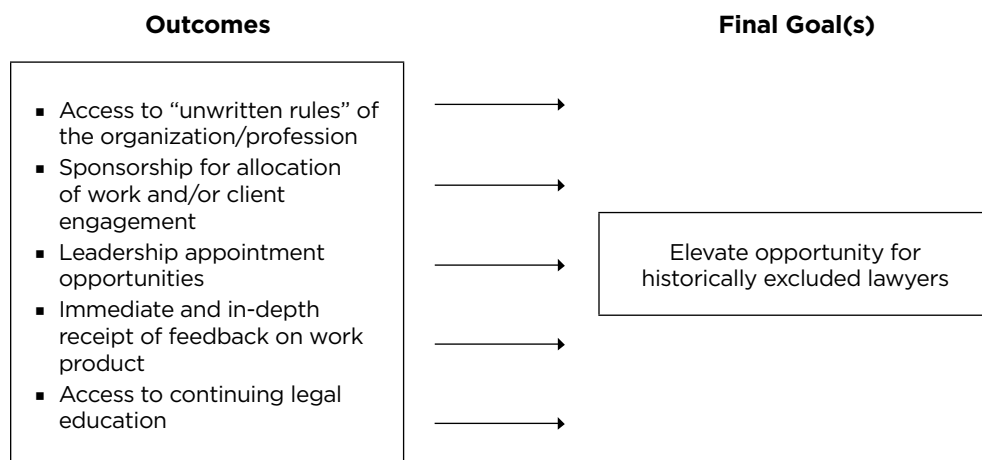 Outcomes
Final Goal(s)
▪ Access to “unwritten rules” of
the organization/profession
▪ Sponsorship for allocation
of work and/or client
engagement
▪ Leadership appointment
opportunities
▪ Immediate and in-depth
receipt of feedback on work
product
▪ Access to continuing legal
education
Elevate opportunity for
historically excluded lawyers